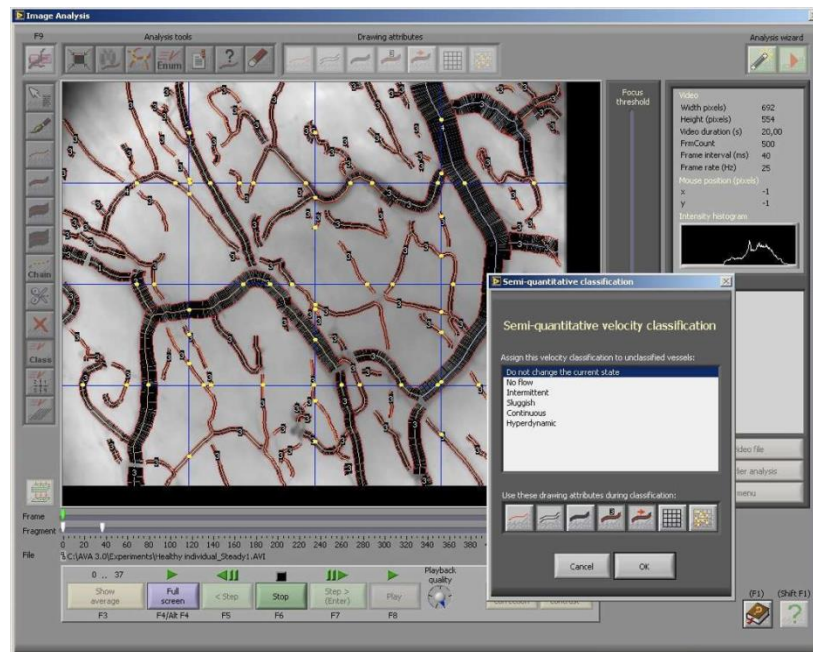 Image Analysis
F9
Analysis tools
Drawing attributes
Analysis wizard
Enum
Focus
threshold
Video
Width pixels) 692
Height (pixels) 554
Video duration (s) 20,00
FrmCount 500
Frame interval (ms) 40
Frame rate (Hz) 25
Mouse position (pixels)
x -1
y -1
Intensity histogram
Chain
Class
Semi-quantitative classification
Semi-quantitative velocity classification
Assign this velocity classification to unclassified vessels:
Do not change the current state
No flow
Intermittent
Sluggish
Continuous
Hyperdynamic
Use these drawing attributes during classification:
Cancel
OK
video file
analysis
menu
Frame
Fragment
0 20 40 60 80 100 120 140 160 180 200 220 240 260 280 300 320 340 360 380
File
C:\AVA 3.0\Experiments\Healthy individual_Steady1.AVI
0 .. 37
Playback
quality
Show
average
Full
screen
< Step
Stop
Step >
(Enter)
Play
F3
F4/Alt F4
F5
F6
F7
F8
(F1)
(Shift F1)